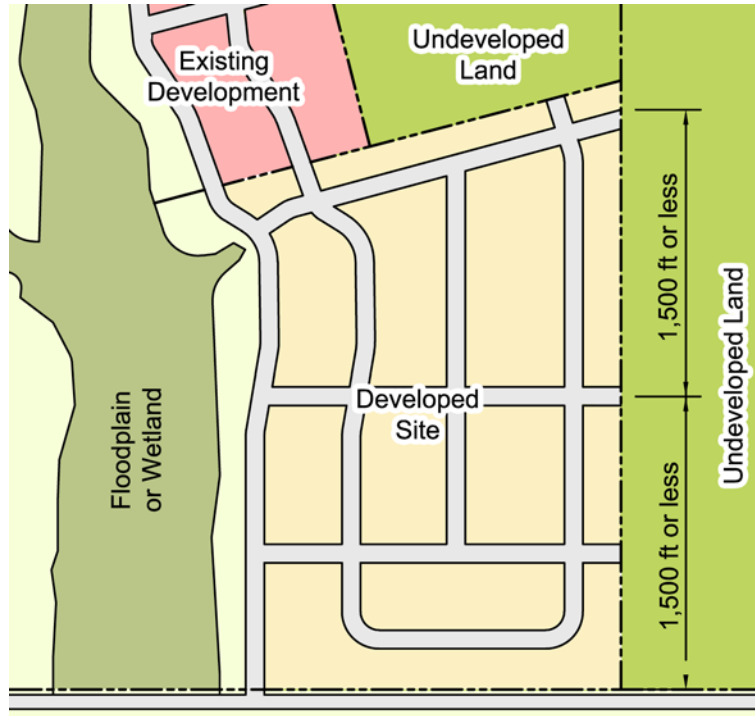 Existing
Development
Undeveloped
Land
1,500 ft or less
Undeveloped Land
Developed
Site
Floodplain
or Wetland
1,500 ft or less